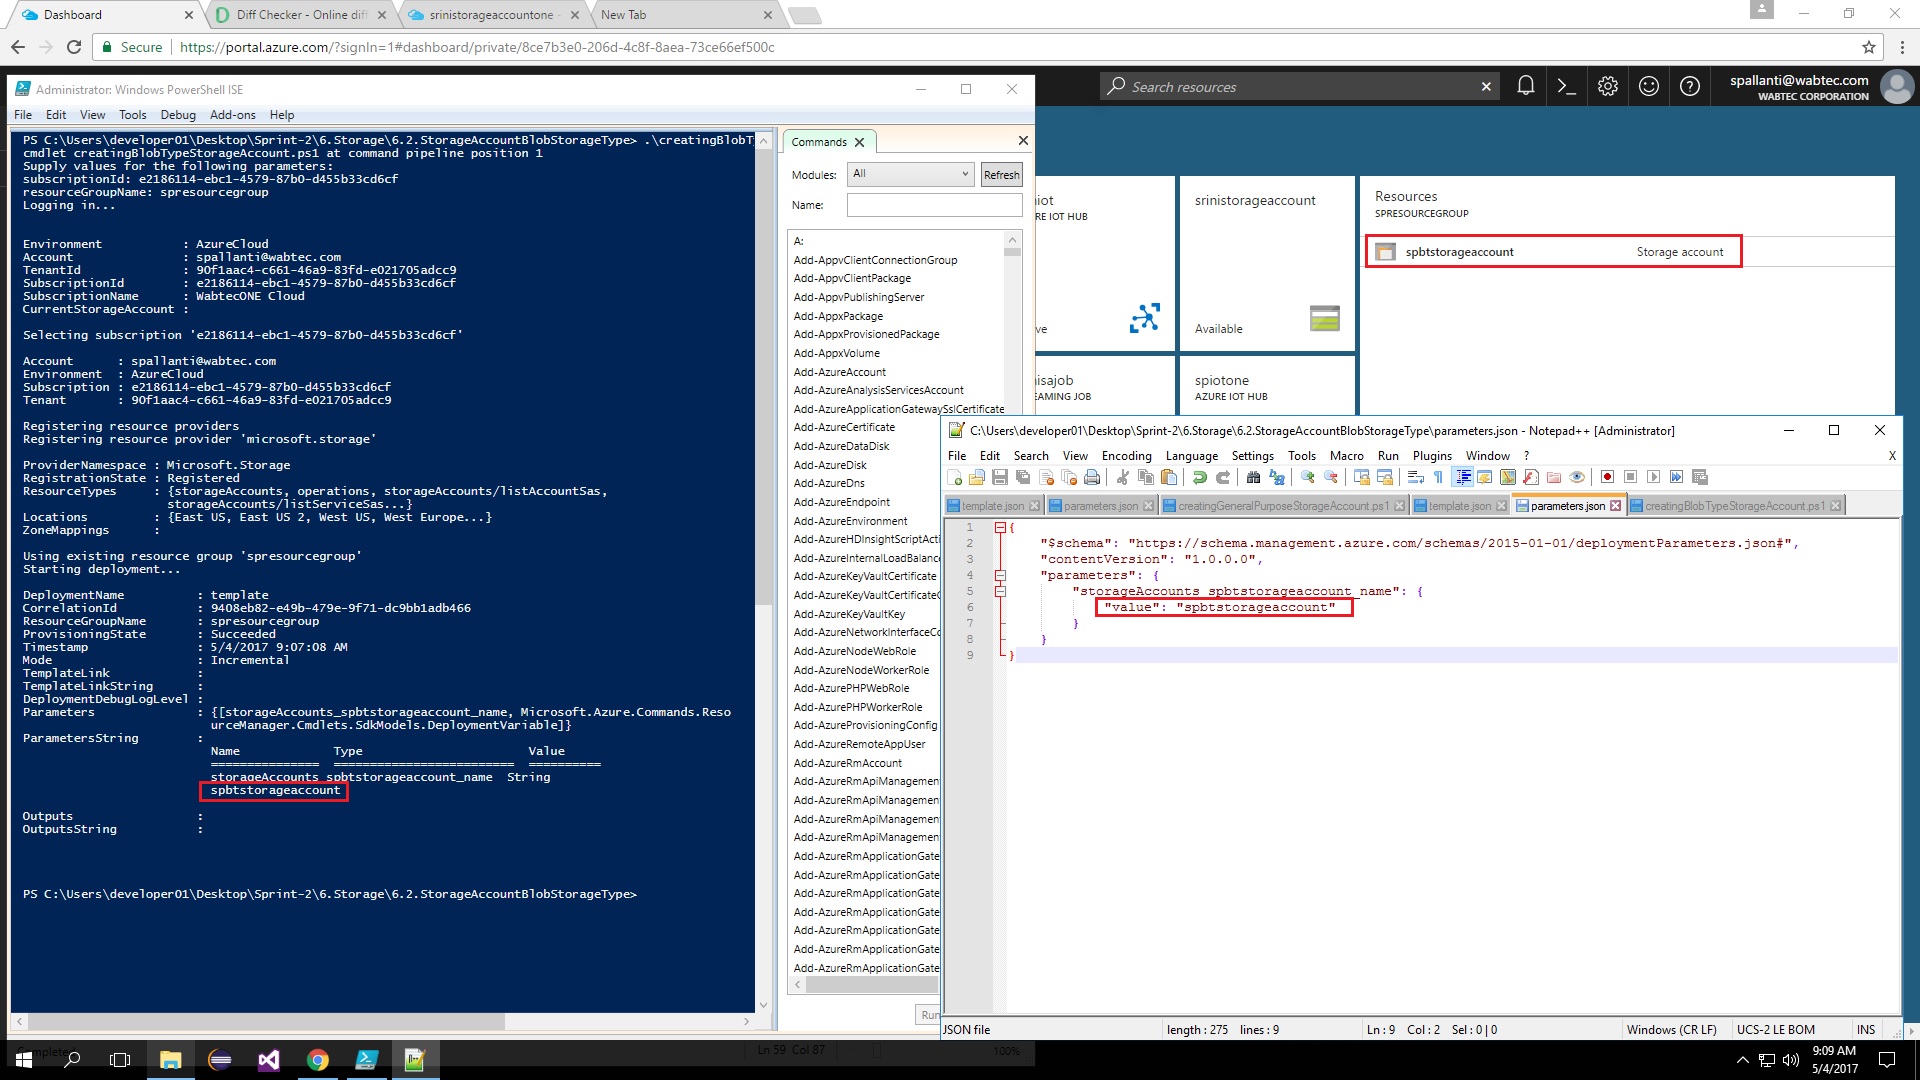 Dashboard
Diff Checker - Online diff
srinistorageaccountone -
New Tab
Secure
https://portal.azure.com/?signIn=1#dashboard/private/8ce7b3e0-206d-4c8f-8aea-73ce66ef500c
Administrator: Windows PowerShell ISE
File Edit View Tools Debug Add-ons Help
PS C:\Users\developer01\Desktop\Sprint-2\6.Storage\6.2.StorageAccountBlobStorageType> .\creatingBlobTy
cmdlet creatingBlobTypeStorageAccount.ps1 at command pipeline position 1
Supply values for the following parameters:
subscriptionId: e2186114-ebc1-4579-87b0-d455b33cd6cf
resourceGroupName: spresourcegroup
Logging in...
Environment : AzureCloud
Account : spallanti@wabtec.com
TenantId : 90f1aac4-c661-46a9-83fd-e021705adcc9
SubscriptionId : e2186114-ebc1-4579-87b0-d455b33cd6cf
SubscriptionName : WabtecONE Cloud
CurrentStorageAccount :
Selecting subscription 'e2186114-ebc1-4579-87b0-d455b33cd6cf'
Account : spallanti@wabtec.com
Environment : AzureCloud
Subscription : e2186114-ebc1-4579-87b0-d455b33cd6cf
Tenant : 90f1aac4-c661-46a9-83fd-e021705adcc9
Registering resource providers
Registering resource provider 'microsoft.storage'
ProviderNamespace : Microsoft.Storage
RegistrationState : Registered
ResourceTypes : {storageAccounts, operations, storageAccounts/listAccountSas,
storageAccounts/listServiceSas...}
Locations : {East US, East US 2, West US, West Europe...}
ZoneMappings :
Using existing resource group 'spresourcegroup'
Starting deployment...
DeploymentName : template
CorrelationId : 9408eb82-e49b-479e-9f71-dc9bb1adb466
ResourceGroupName : spresourcegroup
ProvisioningState : Succeeded
Timestamp : 5/4/2017 9:07:08 AM
Mode : Incremental
TemplateLink :
TemplateLinkString :
DeploymentDebugLogLevel :
Parameters : {[storageAccounts_spbtstorageaccount_name, Microsoft.Azure.Commands.Reso
urceManager.Cmdlets.SdkModels.DeploymentVariable]}
ParametersString :
Name Type Value
=============== ========================= ==========
storageAccounts_spbtstorageaccount_name String
spbtstorageaccount
Outputs :
OutputsString :
PS C:\Users\developer01\Desktop\Sprint-2\6.Storage\6.2.StorageAccountBlobStorageType>
Completed
Ln 59 Col 87
100%
Commands
Modules: All Refresh
Name:
A:
Add-AppvClientConnectionGroup
Add-AppvClientPackage
Add-AppvPublishingServer
Add-AppxPackage
Add-AppxProvisionedPackage
Add-AppxVolume
Add-AzureAccount
Add-AzureAnalysisServicesAccount
Add-AzureApplicationGatewaySslCertificate
Add-AzureCertificate
Add-AzureDataDisk
Add-AzureDisk
Add-AzureDns
Add-AzureEndpoint
Add-AzureEnvironment
Add-AzureHDInsightScriptActi
Add-AzureInternalLoadBalance
Add-AzureKeyVaultCertificate
Add-AzureKeyVaultCertificateC
Add-AzureKeyVaultKey
Add-AzureNetworkInterfaceCo
Add-AzureNodeWebRole
Add-AzureNodeWorkerRole
Add-AzurePHPWebRole
Add-AzurePHPWorkerRole
Add-AzureProvisioningConfig
Add-AzureRemoteAppUser
Add-AzureRmAccount
Add-AzureRmApiManagement
Add-AzureRmApiManagemen
Add-AzureRmApiManagemen
Add-AzureRmApiManagemen
Add-AzureRmApplicationGate
Add-AzureRmApplicationGate
Add-AzureRmApplicationGate
Add-AzureRmApplicationGate
Add-AzureRmApplicationGate
Add-AzureRmApplicationGate
Add-AzureRmApplicationGate
Run
Search resources
spallanti@wabtec.com
WABTEC CORPORATION
iot
RE IOT HUB
ve
srinistorageaccount
Available
Resources
SPRESOURCEGROUP
spbtstorageaccount Storage account
isajob
EAMING JOB
spiotone
AZURE IOT HUB
C:\Users\developer01\Desktop\Sprint-2\6.Storage\6.2.StorageAccountBlobStorageType\parameters.json - Notepad++ [Administrator]
File Edit Search View Encoding Language Settings Tools Macro Run Plugins Window ? X
template.json parameters.json creatingGeneralPurposeStorageAccount.ps1 template.json parameters.json creatingBlobTypeStorageAccount.ps1
1 {
2 "$schema": "https://schema.management.azure.com/schemas/2015-01-01/deploymentParameters.json#",
3 "contentVersion": "1.0.0.0",
4 "parameters": {
5 "storageAccounts_spbtstorageaccount_name": {
6 "value": "spbtstorageaccount"
7 }
8 }
9 }
JSON file length : 275 lines : 9 Ln : 9 Col : 2 Sel : 0 | 0 Windows (CR LF) UCS-2 LE BOM INS
9:09 AM
5/4/2017